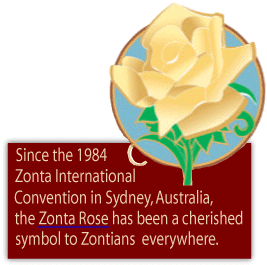 Since the 1984
Zonta International
Convention in Sydney, Australia,
the Zonta Rose has been a cherished
symbol to Zontians everywhere.